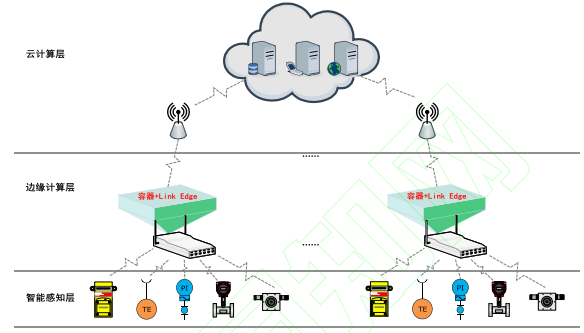 云计算层
......
边缘计算层
容器+Link Edge
容器+Link Edge
......
智能感知层
TE
PI
TE
PI